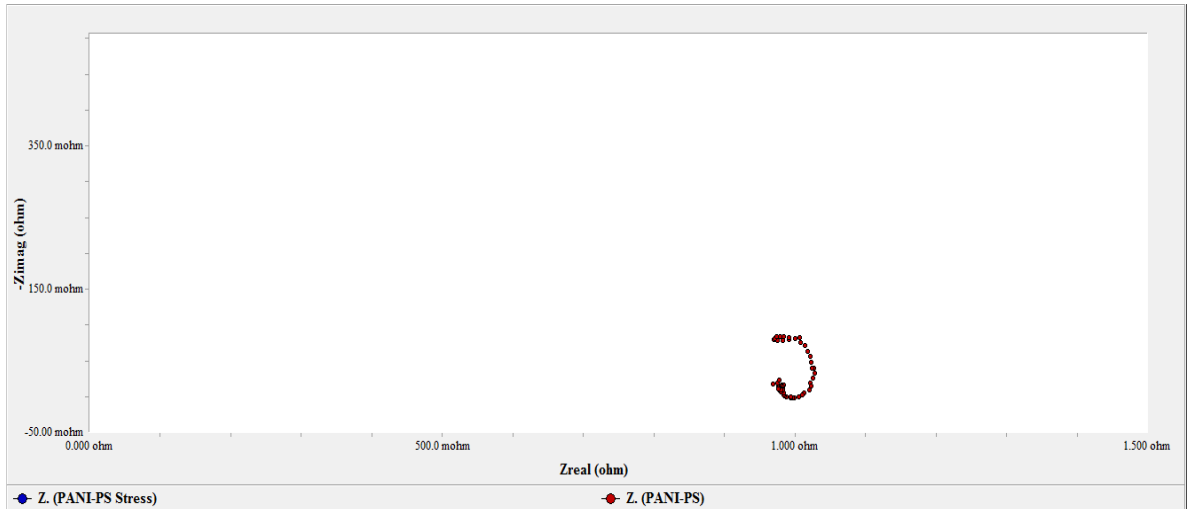 350.0 mohm
-Zimag (ohm)
150.0 mohm
-50.00 mohm
0.000 ohm
500.0 mohm
1.000 ohm
1.500 ohm
Zreal (ohm)
Z. (PANI-PS Stress)
Z. (PANI-PS)